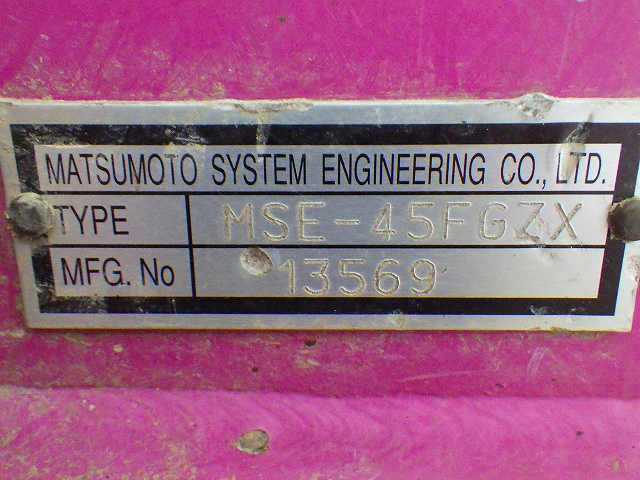 MATSUMOTO SYSTEM ENGINEERING CO., LTD.
TYPE MSE-45FGZX
MFG. No 13569